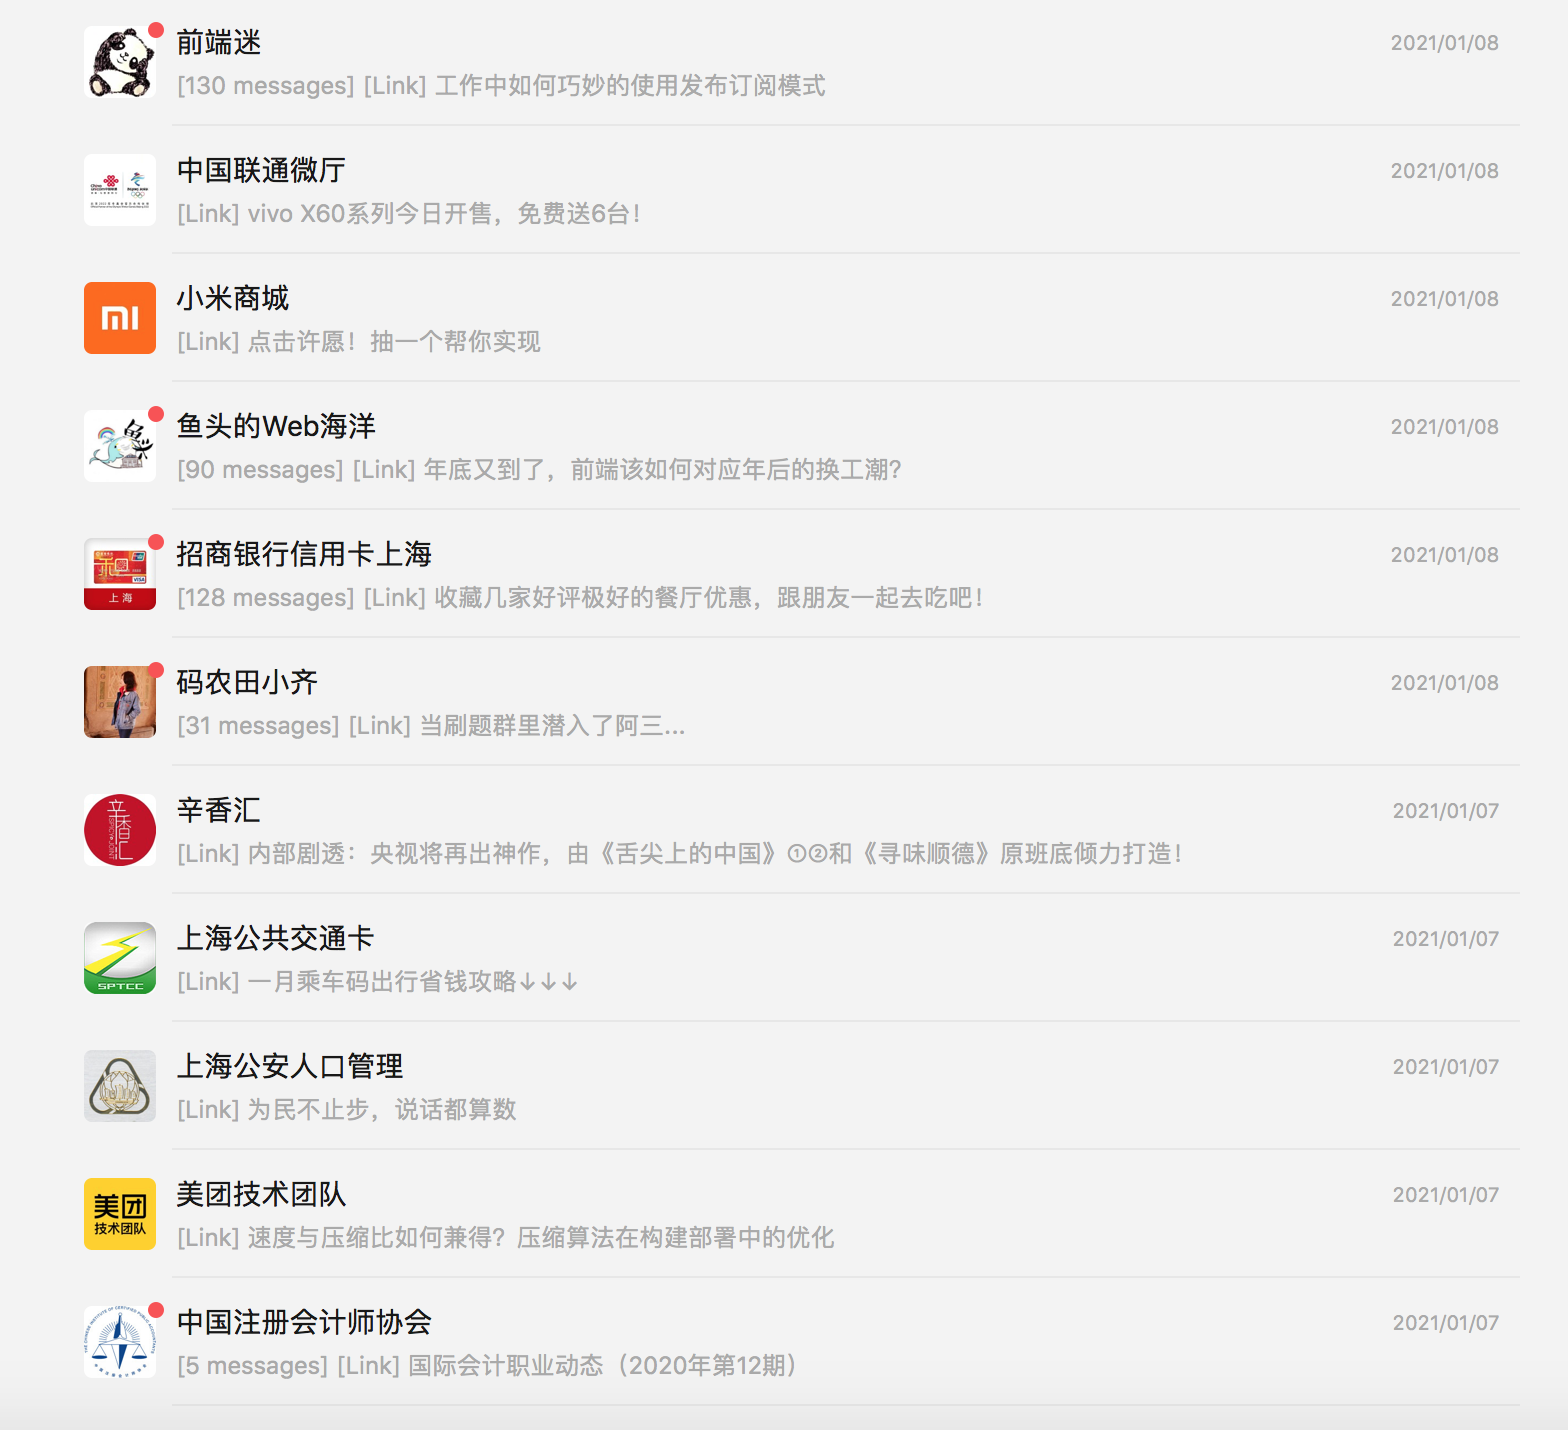 前端迷
2021/01/08
[130 messages] [Link] 工作中如何巧妙的使用发布订阅模式
中国联通微厅
2021/01/08
[Link] vivo X60系列今日开售，免费送6台！
小米商城
2021/01/08
[Link] 点击许愿！抽一个帮你实现
鱼头的Web海洋
2021/01/08
[90 messages] [Link] 年底又到了，前端该如何对应年后的换工潮？
鱼头
招商银行信用卡上海
2021/01/08
[128 messages] [Link] 收藏几家好评极好的餐厅优惠，跟朋友一起去吃吧！
VISA
上海
码农田小齐
2021/01/08
[31 messages] [Link] 当刷题群里潜入了阿三...
辛香汇
2021/01/07
[Link] 内部剧透：央视将再出神作，由《舌尖上的中国》①②和《寻味顺德》原班底倾力打造！
辛香汇
上海公共交通卡
2021/01/07
[Link] 一月乘车码出行省钱攻略↓↓↓
SPTCC
上海公安人口管理
2021/01/07
[Link] 为民不止步，说话都算数
美团技术团队
2021/01/07
[Link] 速度与压缩比如何兼得？压缩算法在构建部署中的优化
美团
技术团队
中国注册会计师协会
2021/01/07
[5 messages] [Link] 国际会计职业动态（2020年第12期）